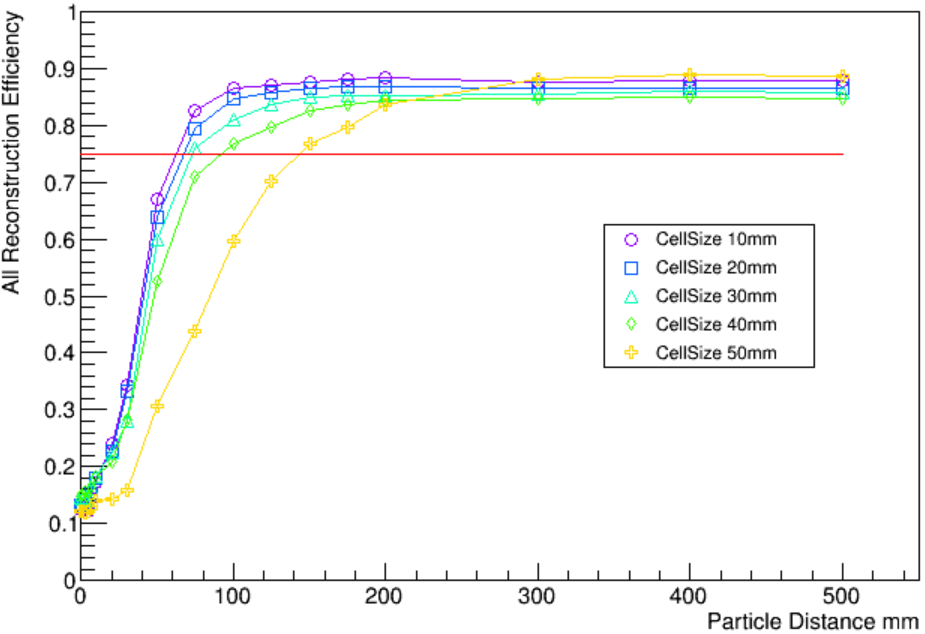 All Reconstruction Efficiency
1
0.9
0.8
0.7
0.6
0.5
0.4
0.3
0.2
0.1
0
CellSize 10mm
CellSize 20mm
CellSize 30mm
CellSize 40mm
CellSize 50mm
0 100 200 300 400 500
Particle Distance mm